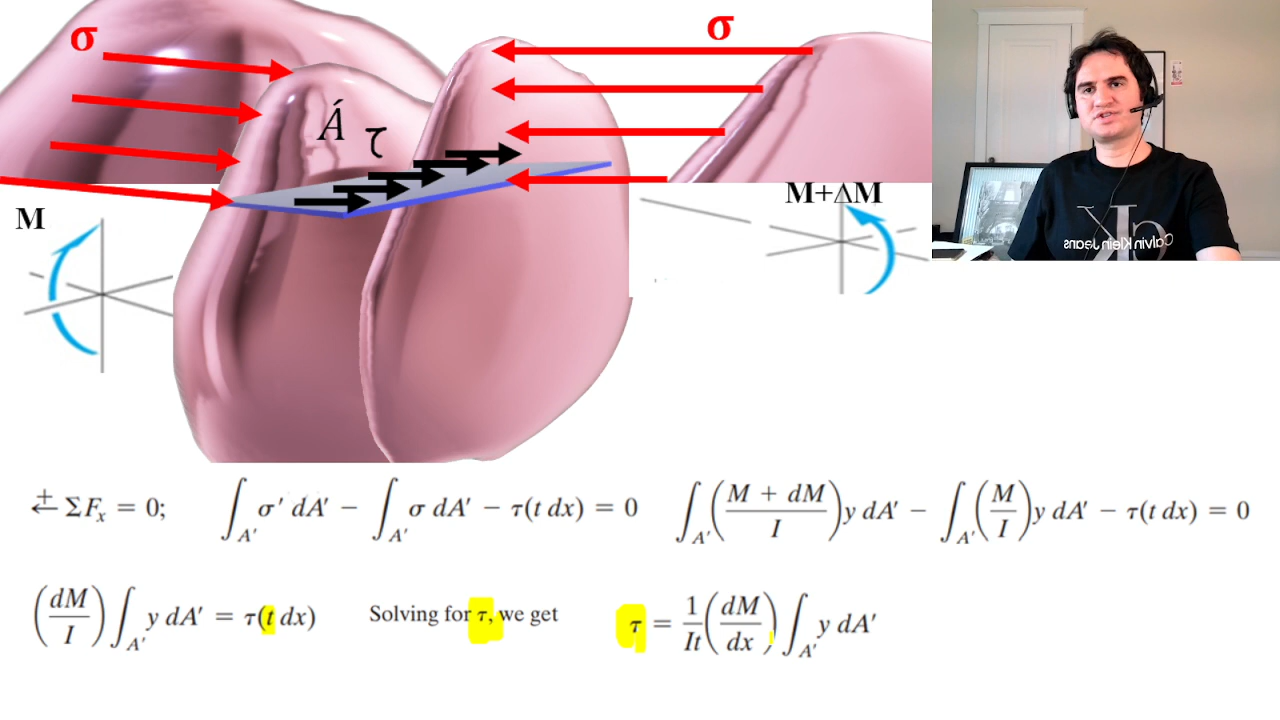 σ σ
Á τ
M M+ΔM
Calvin Klein Jeans
± ← ΣFₓ = 0; ∫_A′ σ′ dA′ − ∫_A′ σ dA′ − τ(t dx) = 0 ∫_A′ ((M + dM)/I) y dA′ − ∫_A′ (M/I) y dA′ − τ(t dx) = 0
(dM/I) ∫_A′ y dA′ = τ(t dx) Solving for τ, we get τ = 1/(It) (dM/dx) ∫_A′ y dA′